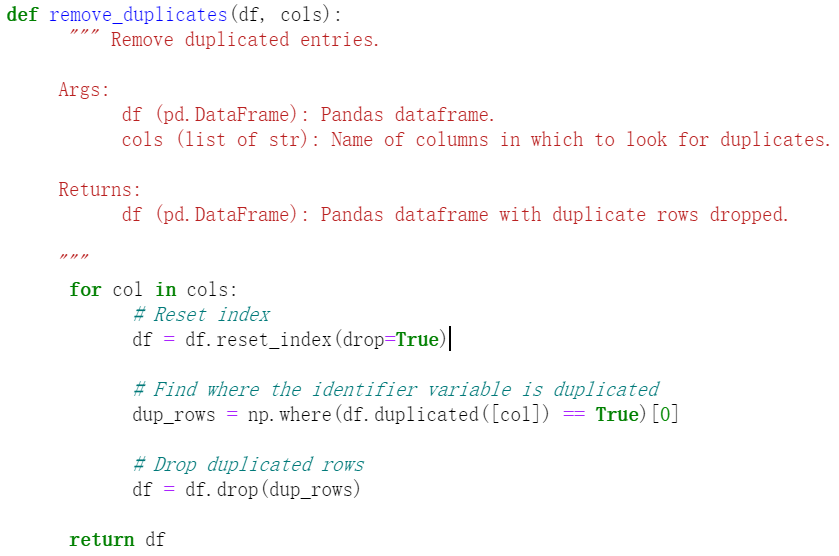 def remove_duplicates(df, cols):
""" Remove duplicated entries.
Args:
df (pd.DataFrame): Pandas dataframe.
cols (list of str): Name of columns in which to look for duplicates.
Returns:
df (pd.DataFrame): Pandas dataframe with duplicate rows dropped.
"""
for col in cols:
# Reset index
df = df.reset_index(drop=True)
# Find where the identifier variable is duplicated
dup_rows = np.where(df.duplicated([col]) == True)[0]
# Drop duplicated rows
df = df.drop(dup_rows)
return df